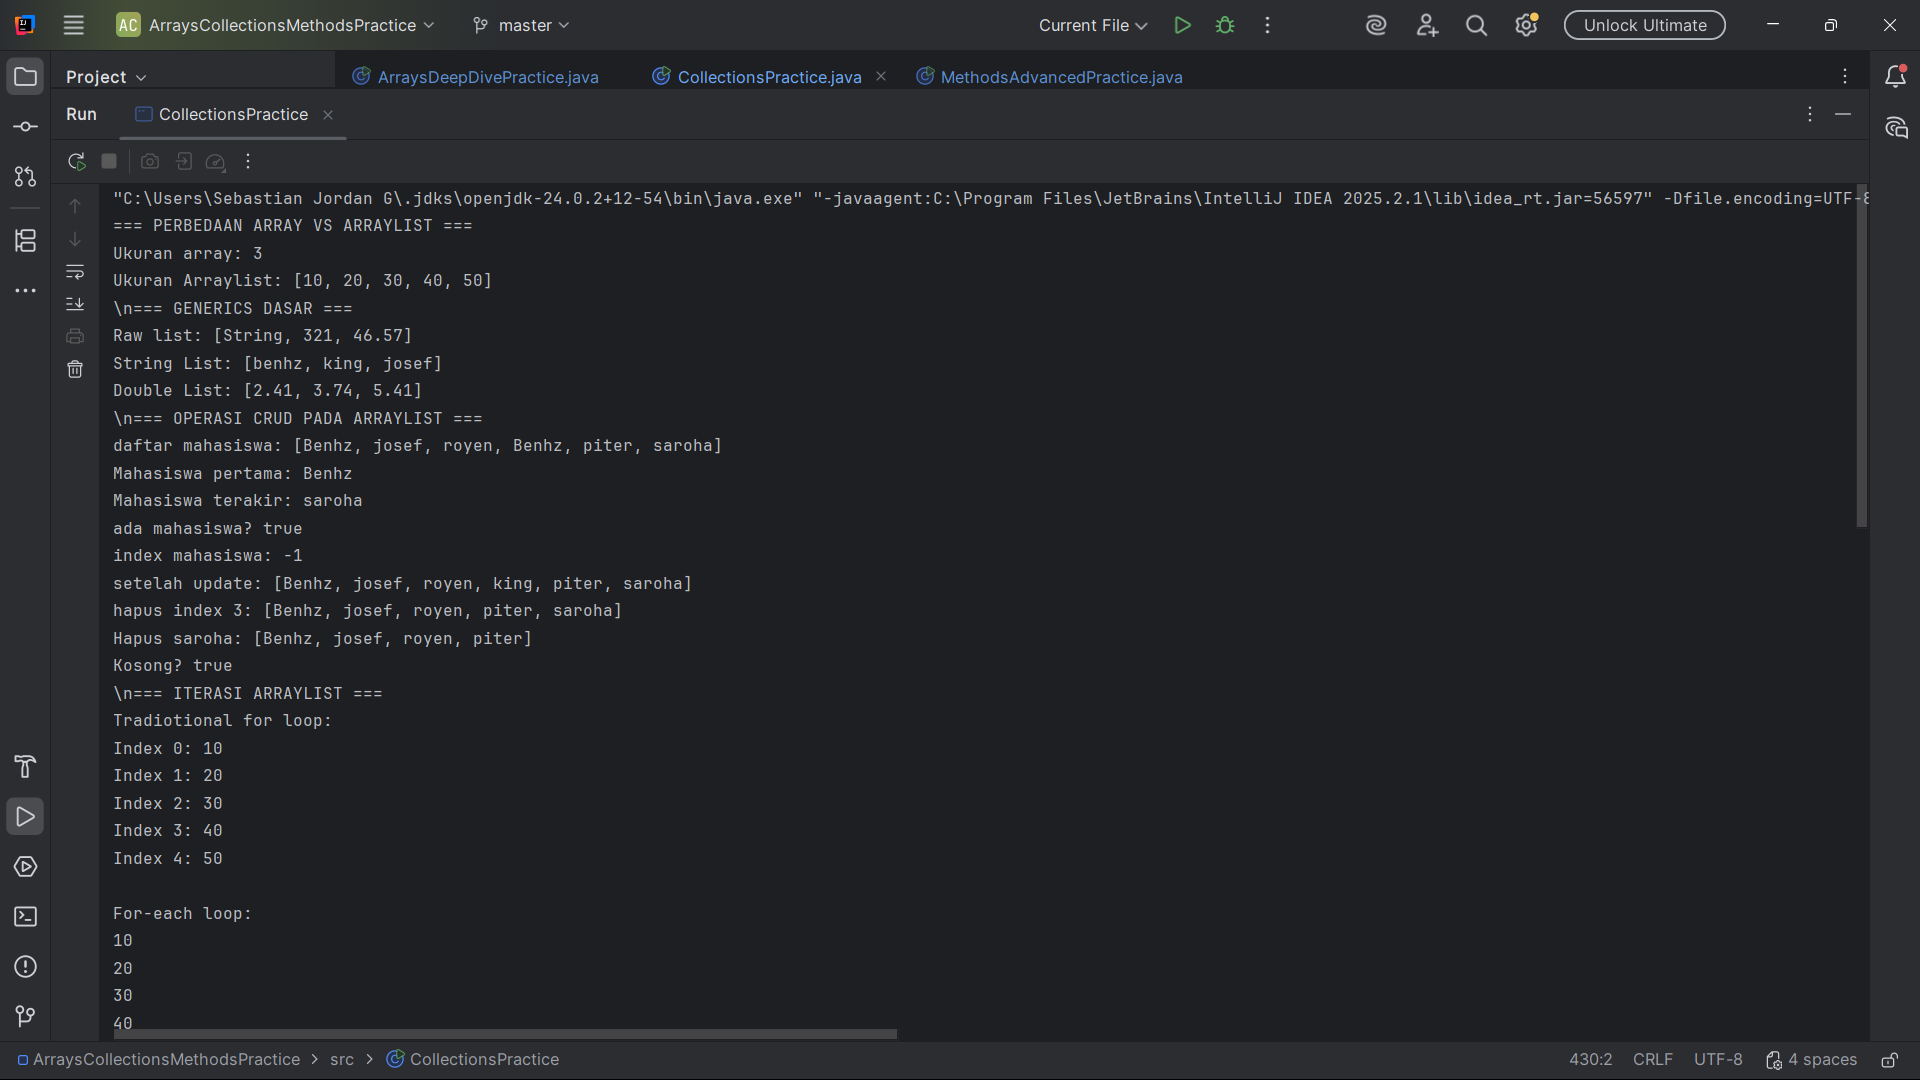 AC ArraysCollectionsMethodsPractice master Current File Unlock Ultimate
Project ArraysDeepDivePractice.java CollectionsPractice.java MethodsAdvancedPractice.java
Run CollectionsPractice
"C:\Users\Sebastian Jordan G\.jdks\openjdk-24.0.2+12-54\bin\java.exe" "-javaagent:C:\Program Files\JetBrains\IntelliJ IDEA 2025.2.1\lib\idea_rt.jar=56597" -Dfile.encoding=UTF-8
=== PERBEDAAN ARRAY VS ARRAYLIST ===
Ukuran array: 3
Ukuran Arraylist: [10, 20, 30, 40, 50]
\n=== GENERICS DASAR ===
Raw list: [String, 321, 46.57]
String List: [benhz, king, josef]
Double List: [2.41, 3.74, 5.41]
\n=== OPERASI CRUD PADA ARRAYLIST ===
daftar mahasiswa: [Benhz, josef, royen, Benhz, piter, saroha]
Mahasiswa pertama: Benhz
Mahasiswa terakir: saroha
ada mahasiswa? true
index mahasiswa: -1
setelah update: [Benhz, josef, royen, king, piter, saroha]
hapus index 3: [Benhz, josef, royen, piter, saroha]
Hapus saroha: [Benhz, josef, royen, piter]
Kosong? true
\n=== ITERASI ARRAYLIST ===
Tradiotional for loop:
Index 0: 10
Index 1: 20
Index 2: 30
Index 3: 40
Index 4: 50
For-each loop:
10
20
30
40
ArraysCollectionsMethodsPractice > src > CollectionsPractice 430:2 CRLF UTF-8 4 spaces